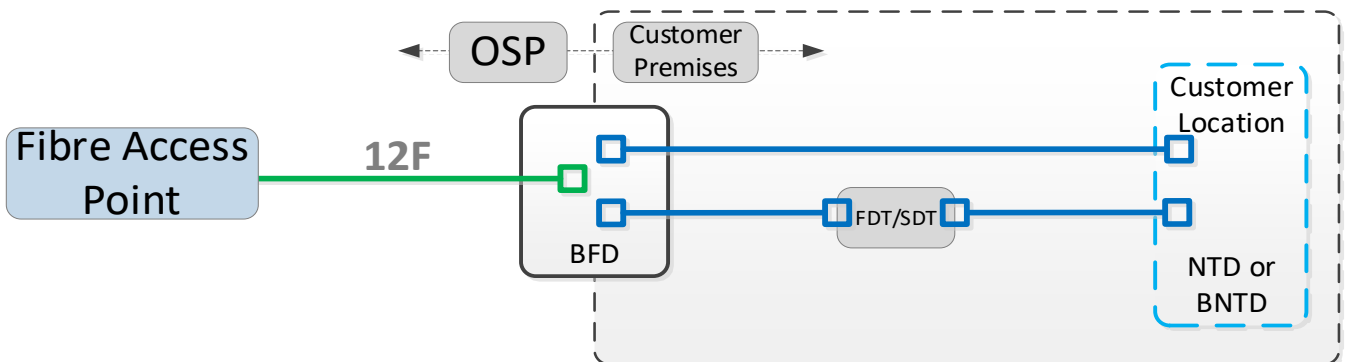 OSP
Customer
Premises
Fibre Access
Point
12F
BFD
FDT/SDT
Customer
Location
NTD or
BNTD